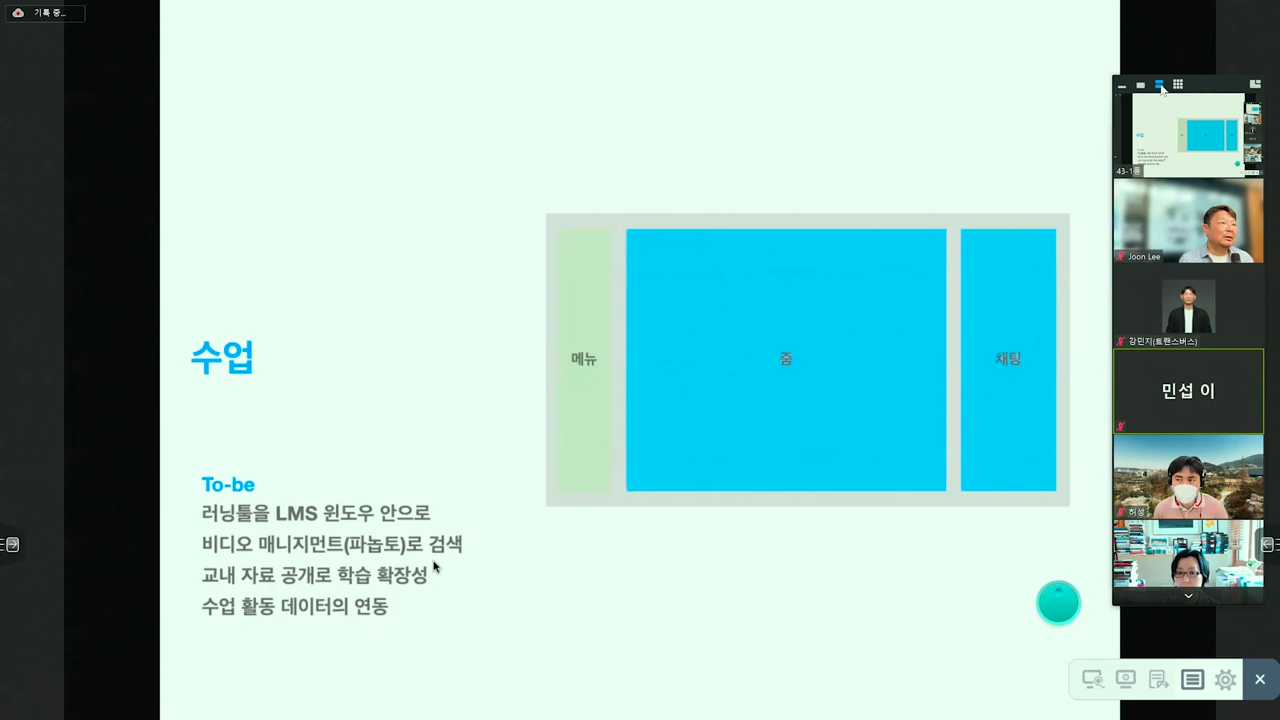 기록 중...
수업
메뉴
줌
채팅
To-be
러닝툴을 LMS 윈도우 안으로
비디오 매니지먼트(파놉토)로 검색
교내 자료 공개로 학습 확장성
수업 활동 데이터의 연동
43-1동
Joon Lee
강민지(트랜스버스)
민섭 이
허성